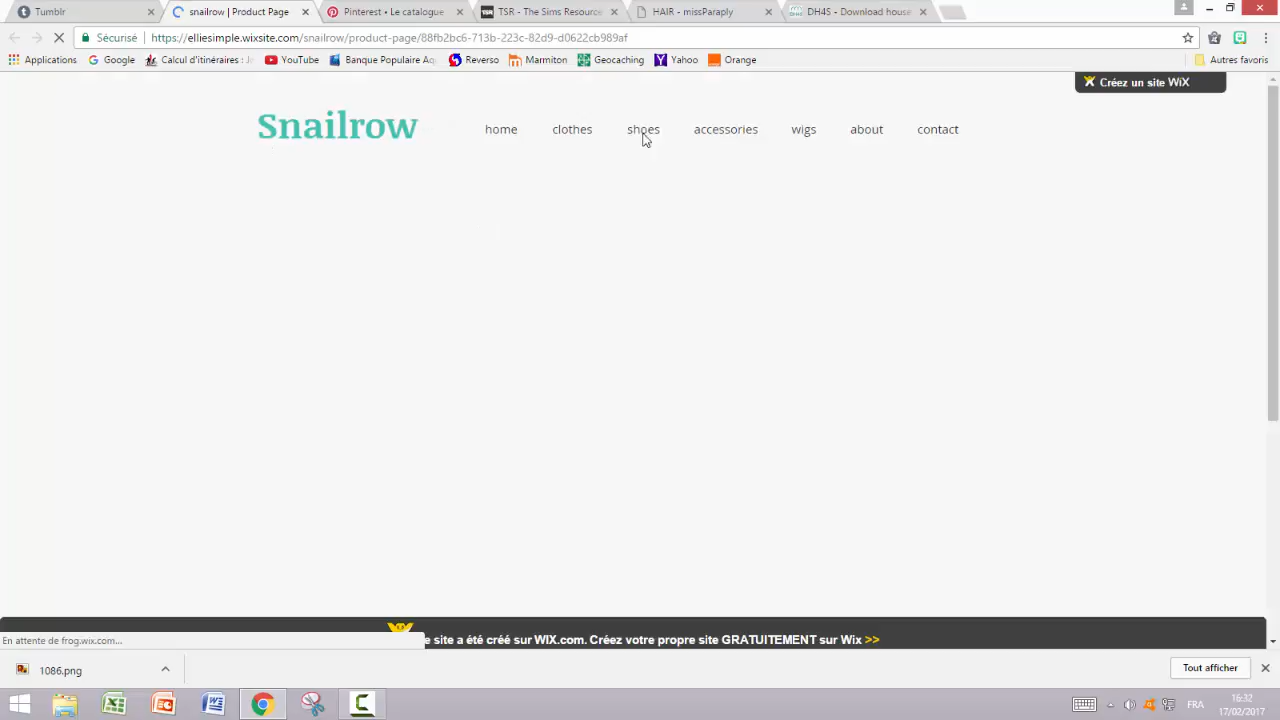 Tumblr
snailrow | Product Page
Pinterest • Le catalogue
TSR - The Sims Resource
HAIR - missParaply
DH4S - Download house
Sécurisé
https://elliesimple.wixsite.com/snailrow/product-page/88fb2bc6-713b-223c-82d9-d0622cb989af
Applications
Google
Calcul d'itinéraires :
YouTube
Banque Populaire Aq
Reverso
Marmiton
Geocaching
Yahoo
Orange
Autres favoris
Créez un site WiX
Snailrow
home
clothes
shoes
accessories
wigs
about
contact
En attente de frog.wix.com...
e site a été créé sur WIX.com. Créez votre propre site GRATUITEMENT sur Wix >>
1086.png
Tout afficher
FRA
16:32
17/02/2017